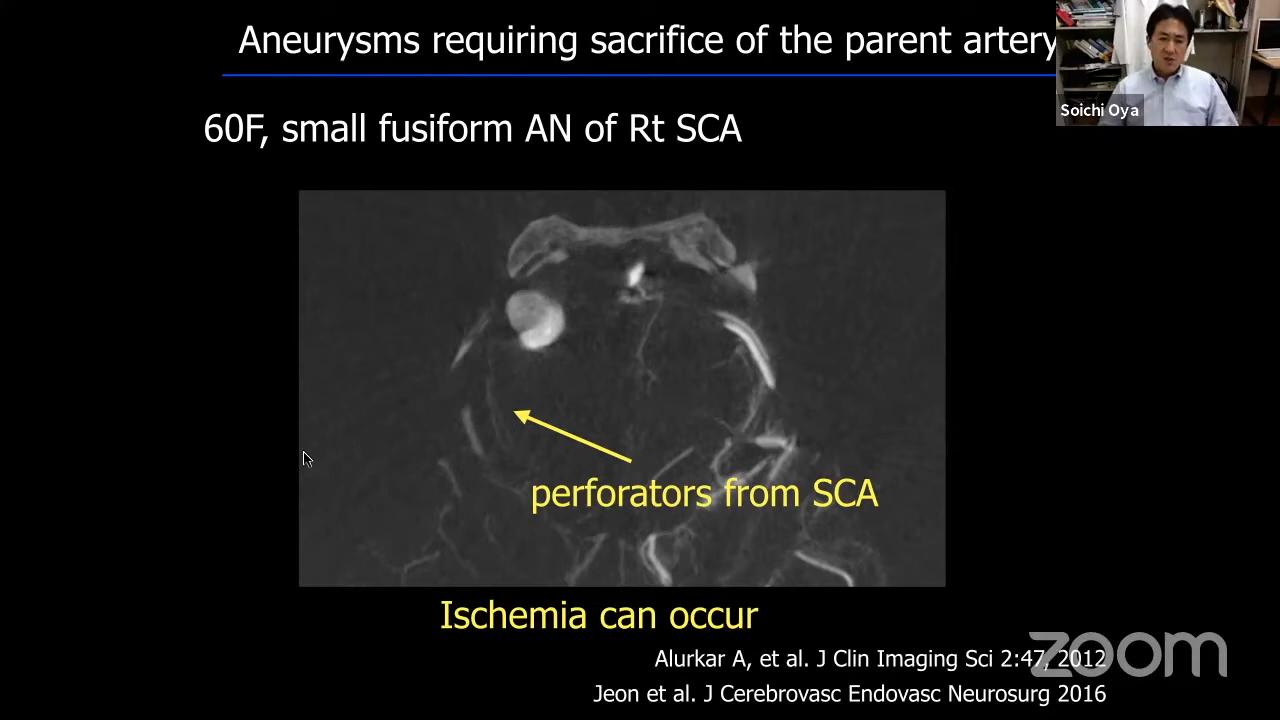 Aneurysms requiring sacrifice of the parent artery
Soichi Oya
60F, small fusiform AN of Rt SCA
perforators from SCA
Ischemia can occur
Alurkar A, et al. J Clin Imaging Sci 2:47, 2012
zoom
Jeon et al. J Cerebrovasc Endovasc Neurosurg 2016